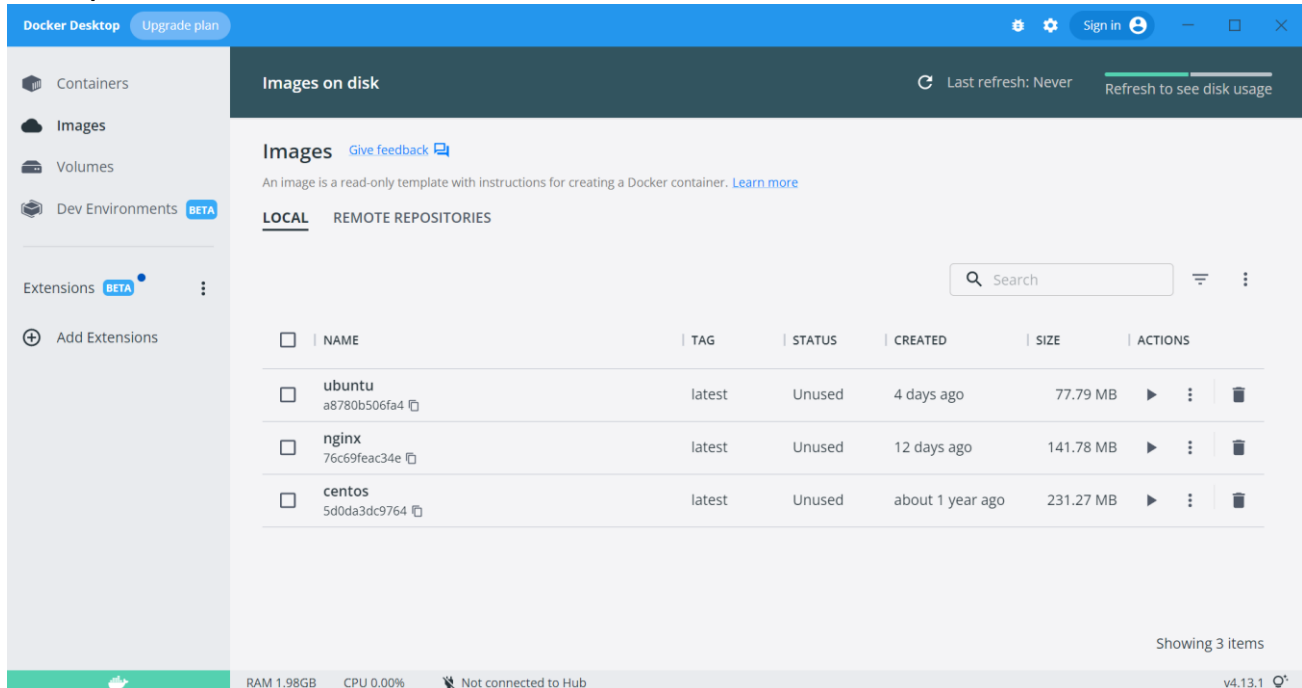 Docker Desktop Upgrade plan Sign in
Containers
Images
Volumes
Dev Environments BETA
Extensions BETA
Add Extensions
Images on disk Last refresh: Never Refresh to see disk usage
Images Give feedback
An image is a read-only template with instructions for creating a Docker container. Learn more
LOCAL REMOTE REPOSITORIES
Search
NAME TAG STATUS CREATED SIZE ACTIONS
ubuntu latest Unused 4 days ago 77.79 MB
a8780b506fa4
nginx latest Unused 12 days ago 141.78 MB
76c69feac34e
centos latest Unused about 1 year ago 231.27 MB
5d0da3dc9764
Showing 3 items
RAM 1.98GB CPU 0.00% Not connected to Hub v4.13.1